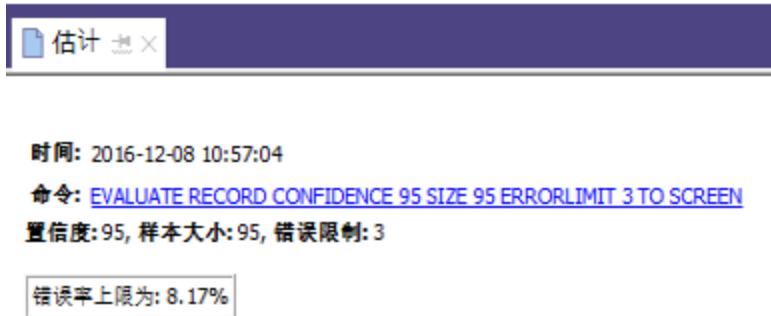 估计
时间: 2016-12-08 10:57:04
命令: EVALUATE RECORD CONFIDENCE 95 SIZE 95 ERRORLIMIT 3 TO SCREEN
置信度: 95, 样本大小: 95, 错误限制: 3
错误率上限为: 8.17%